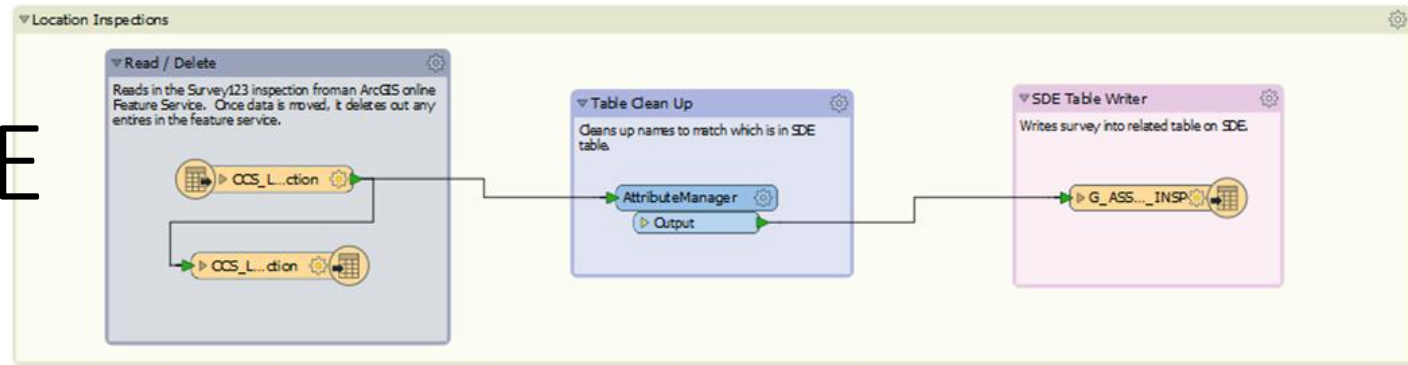 Location Inspections
E
Read / Delete
Reads in the Survey123 inspection froman ArcGIS online
Feature Service. Once data is moved, it deletes out any
entires in the feature service.
CCS_L...ction
CCS_L...ction
Table Clean Up
Cleans up names to match which is in SDE
table.
AttributeManager
Output
SDE Table Writer
Writes survey into related table on SDE.
G_ASS..._INSP